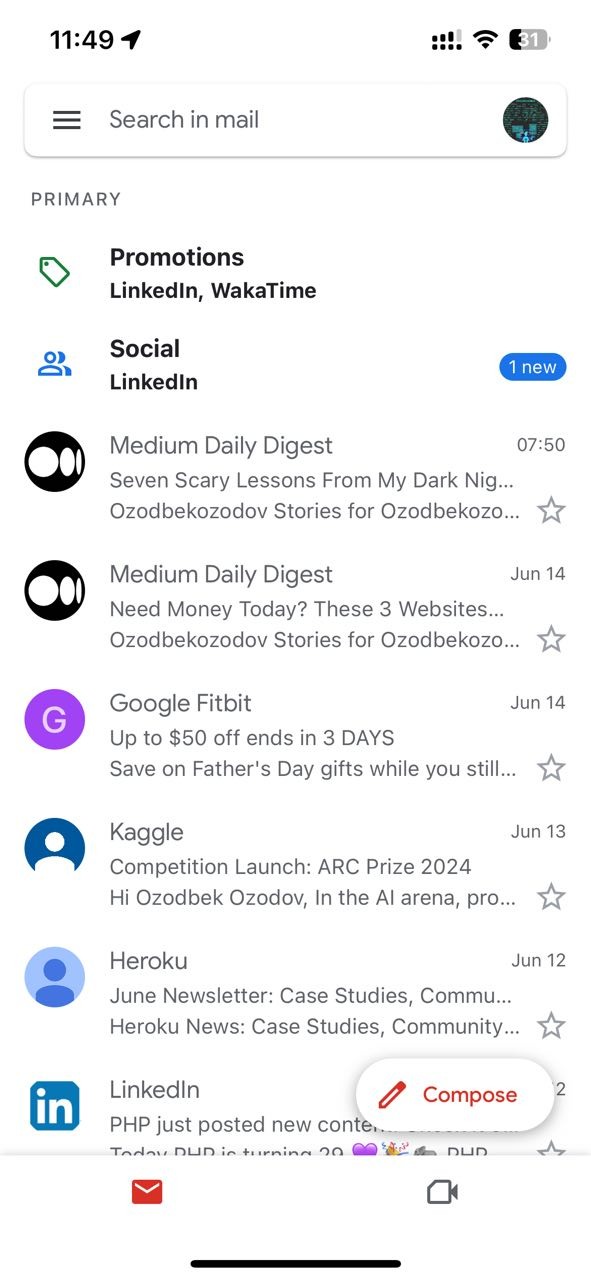 11:49
31
Search in mail
PRIMARY
Promotions
LinkedIn, WakaTime
Social
LinkedIn
1 new
Medium Daily Digest
07:50
Seven Scary Lessons From My Dark Nig...
Ozodbekozodov Stories for Ozodbekozo...
Medium Daily Digest
Jun 14
Need Money Today? These 3 Websites...
Ozodbekozodov Stories for Ozodbekozo...
G
Google Fitbit
Jun 14
Up to $50 off ends in 3 DAYS
Save on Father's Day gifts while you still...
Kaggle
Jun 13
Competition Launch: ARC Prize 2024
Hi Ozodbek Ozodov, In the AI arena, pro...
Heroku
Jun 12
June Newsletter: Case Studies, Commu...
Heroku News: Case Studies, Community...
in
LinkedIn
2
PHP just posted new content
Today PHP is turning 29 💜🎉🐘 PHP
Compose